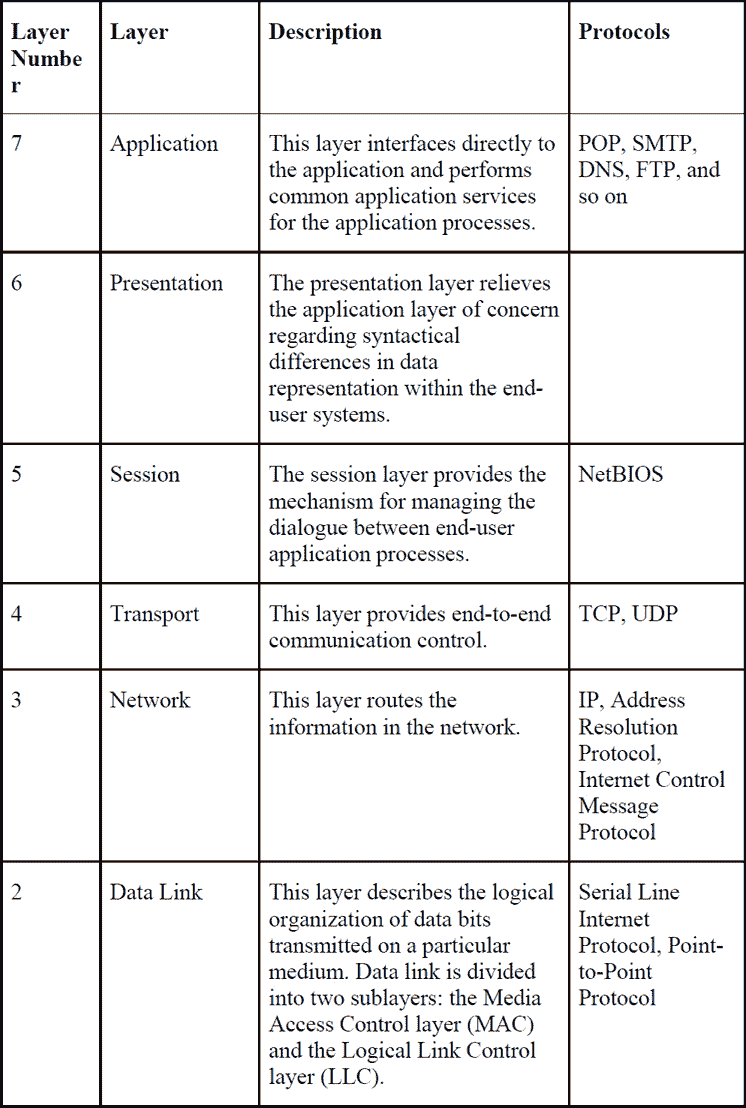 Layer
Numbe
r
Layer
Description
Protocols
7
Application
This layer interfaces directly to
the application and performs
common application services
for the application processes.
POP, SMTP,
DNS, FTP, and
so on
6
Presentation
The presentation layer relieves
the application layer of concern
regarding syntactical
differences in data
representation within the end-
user systems.
5
Session
The session layer provides the
mechanism for managing the
dialogue between end-user
application processes.
NetBIOS
4
Transport
This layer provides end-to-end
communication control.
TCP, UDP
3
Network
This layer routes the
information in the network.
IP, Address
Resolution
Protocol,
Internet Control
Message
Protocol
2
Data Link
This layer describes the logical
organization of data bits
transmitted on a particular
medium. Data link is divided
into two sublayers: the Media
Access Control layer (MAC)
and the Logical Link Control
layer (LLC).
Serial Line
Internet
Protocol, Point-
to-Point
Protocol